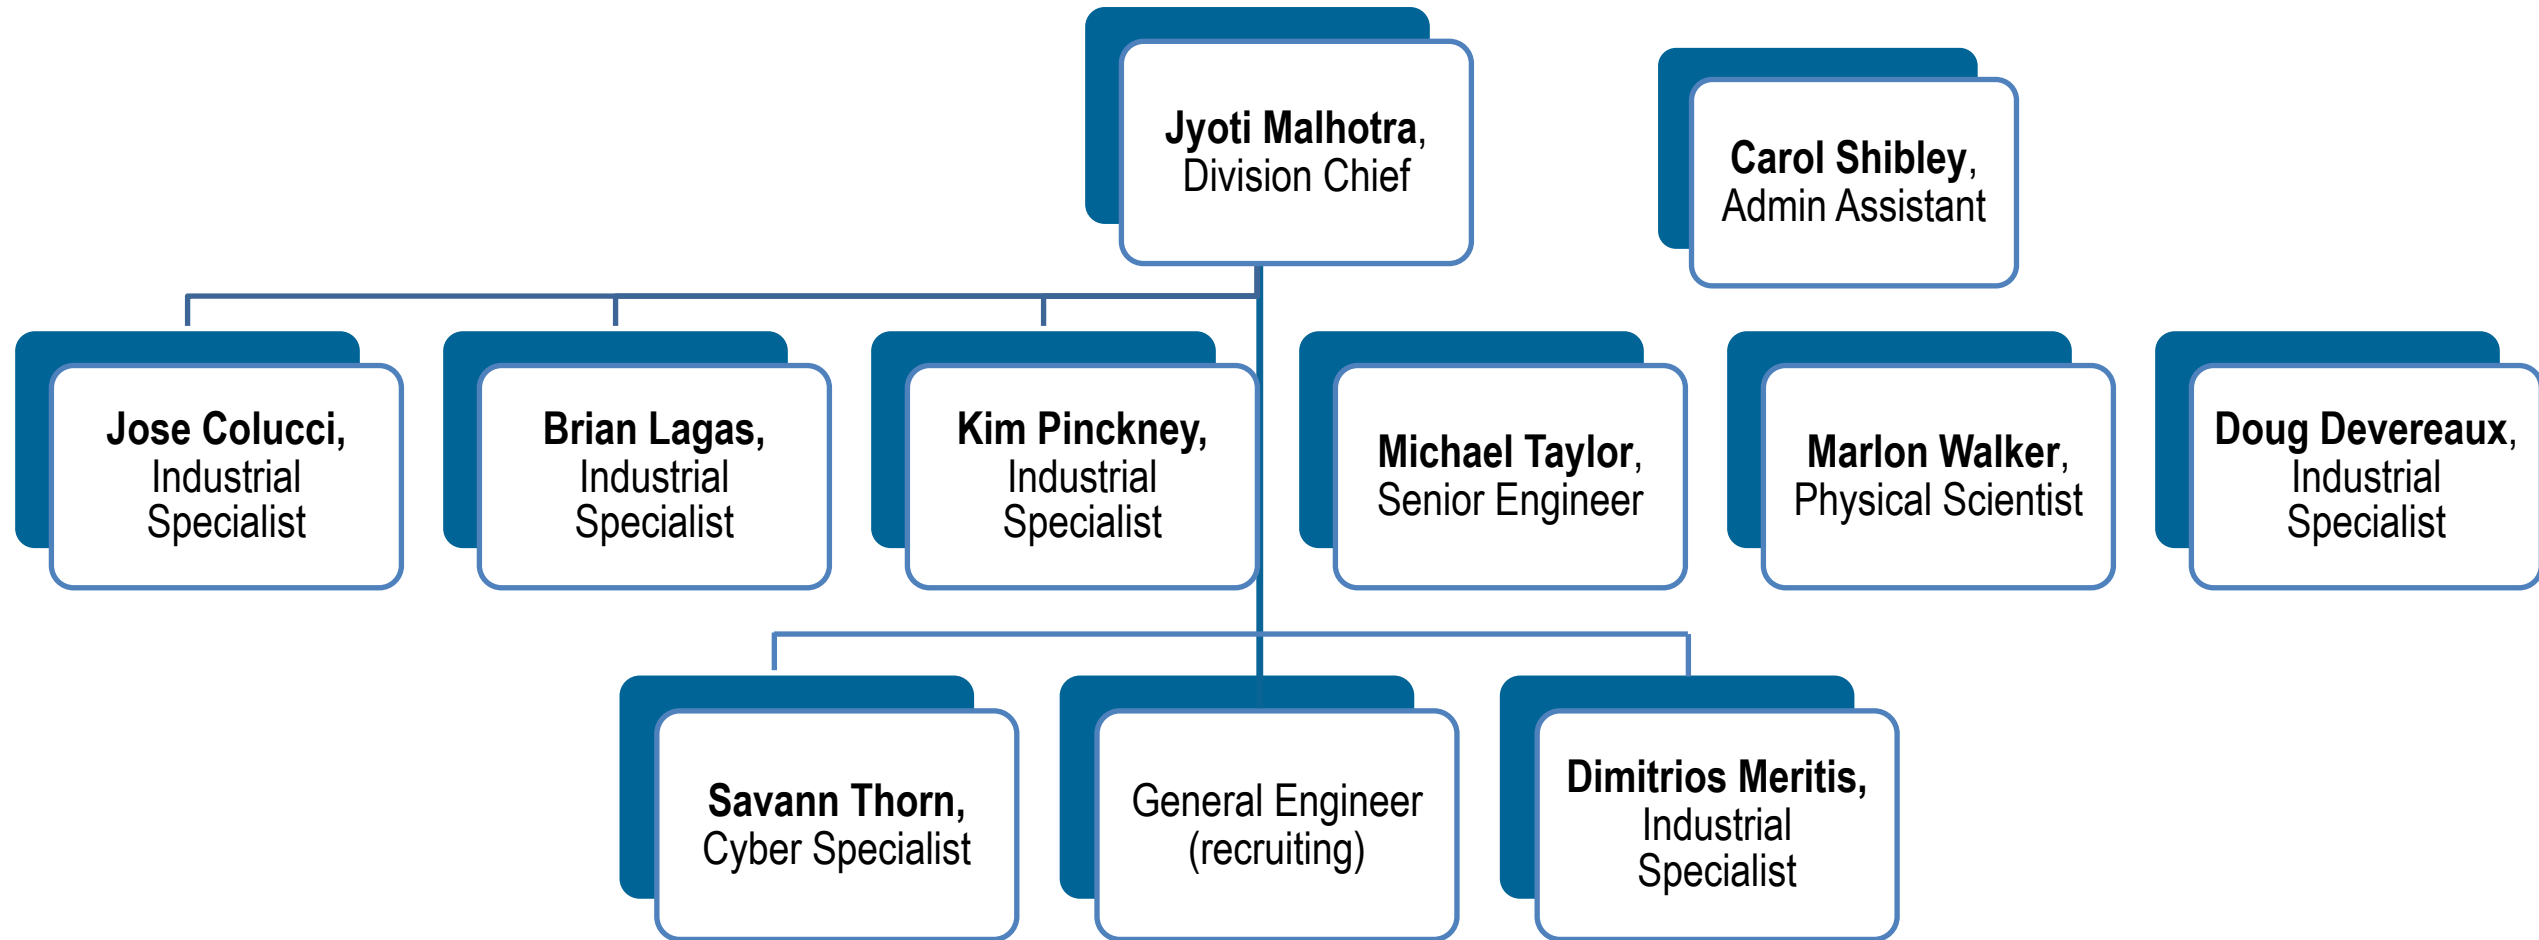 Jyoti Malhotra,
Division Chief
Carol Shibley,
Admin Assistant
Jose Colucci,
Industrial
Specialist
Brian Lagas,
Industrial
Specialist
Kim Pinckney,
Industrial
Specialist
Michael Taylor,
Senior Engineer
Marlon Walker,
Physical Scientist
Doug Devereaux,
Industrial
Specialist
Savann Thorn,
Cyber Specialist
General Engineer
(recruiting)
Dimitrios Meritis,
Industrial
Specialist